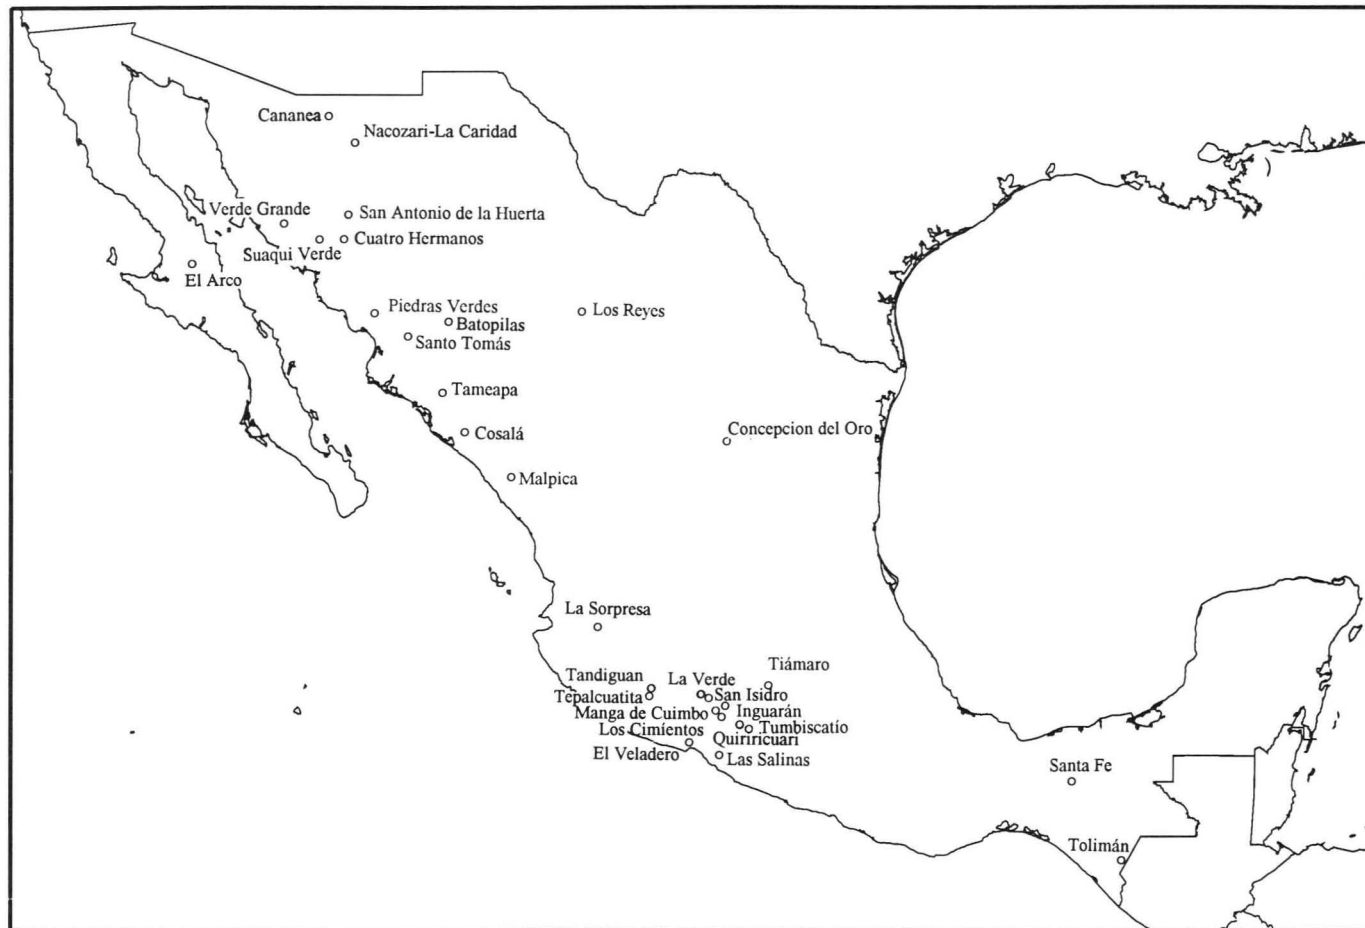 Cananea
Nacozari-La Caridad
Verde Grande
San Antonio de la Huerta
Suaqui Verde
Cuatro Hermanos
El Arco
Piedras Verdes
Batopilas
Los Reyes
Santo Tomás
Tameapa
Cosalá
Concepcion del Oro
Malpica
La Sorpresa
Tiámaro
Tandiguan
La Verde
Tepalcuatita
San Isidro
Manga de Cuimbo
Inguarán
Los Cimientos
Tumbiscatío
Quiriricuari
El Veladero
Las Salinas
Santa Fe
Tolimán